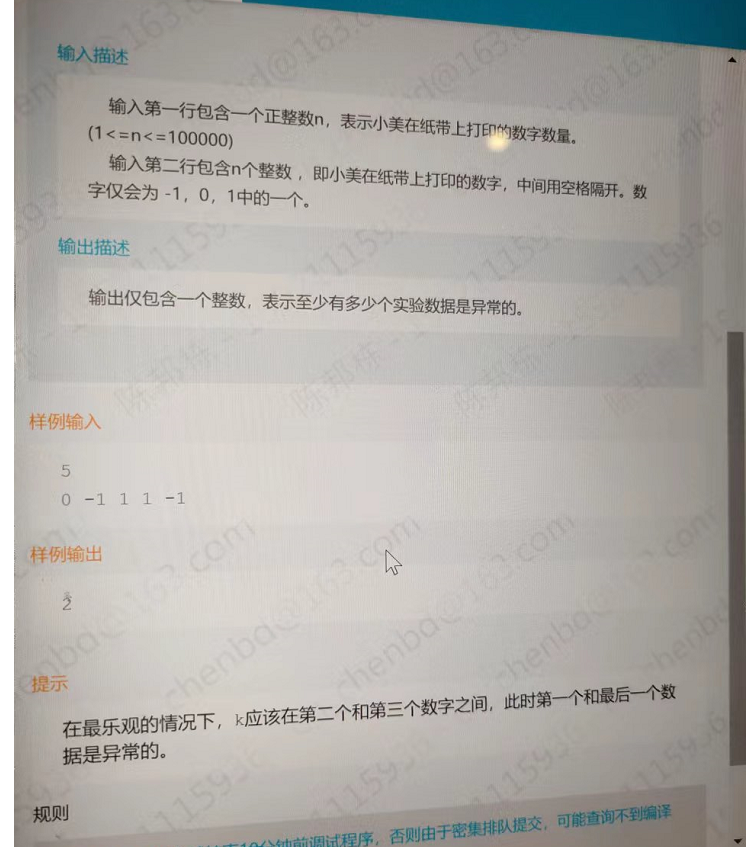 输入描述
输入第一行包含一个正整数n，表示小美在纸带上打印的数字数量。
(1<=n<=100000)
输入第二行包含n个整数 ，即小美在纸带上打印的数字，中间用空格隔开。数
字仅会为 -1，0，1中的一个。
输出描述
输出仅包含一个整数，表示至少有多少个实验数据是异常的。
样例输入
5
0 -1 1 1 -1
样例输出
2
提示
在最乐观的情况下，k应该在第二个和第三个数字之间，此时第一个和最后一个数
据是异常的。
规则
10分钟前调试程序，否则由于密集排队提交，可能查询不到编译